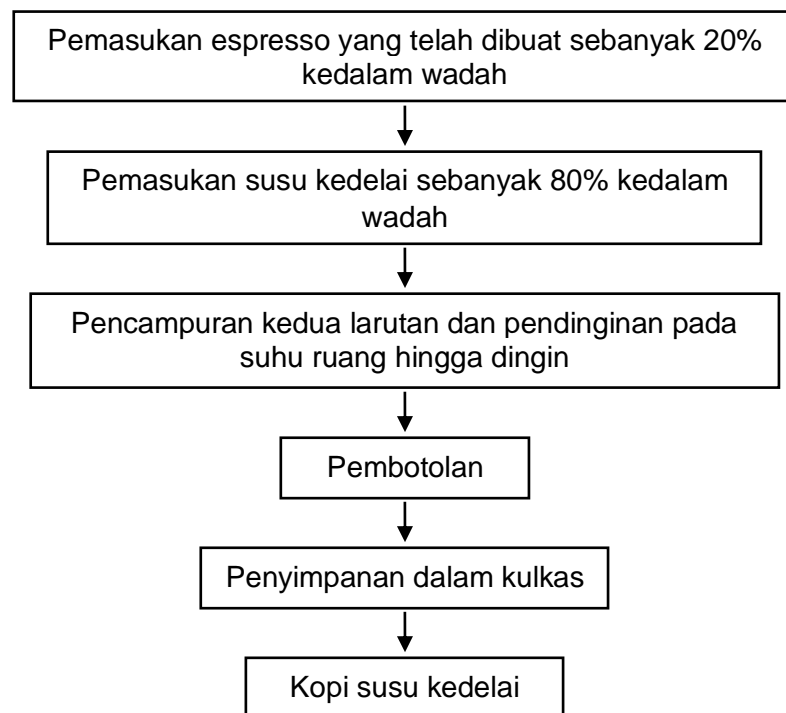 Pemasukan espresso yang telah dibuat sebanyak 20%
kedalam wadah
Pemasukan susu kedelai sebanyak 80% kedalam
wadah
Pencampuran kedua larutan dan pendinginan pada
suhu ruang hingga dingin
Pembotolan
Penyimpanan dalam kulkas
Kopi susu kedelai